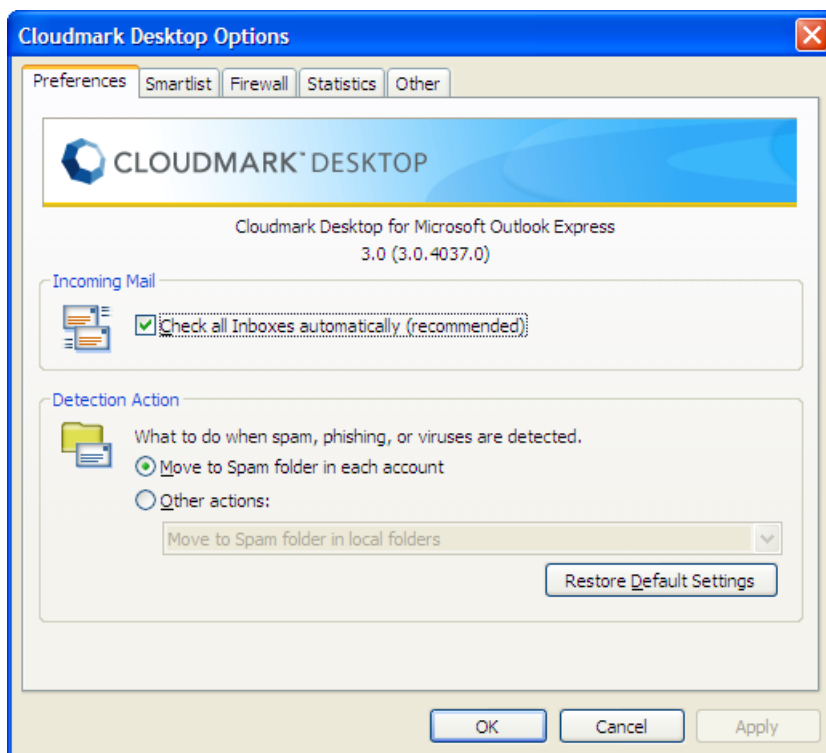 Cloudmark Desktop Options
Preferences Smartlist Firewall Statistics Other
CLOUDMARK™ DESKTOP
Cloudmark Desktop for Microsoft Outlook Express
3.0 (3.0.4037.0)
Incoming Mail
Check all Inboxes automatically (recommended)
Detection Action
What to do when spam, phishing, or viruses are detected.
Move to Spam folder in each account
Other actions:
Move to Spam folder in local folders
Restore Default Settings
OK Cancel Apply